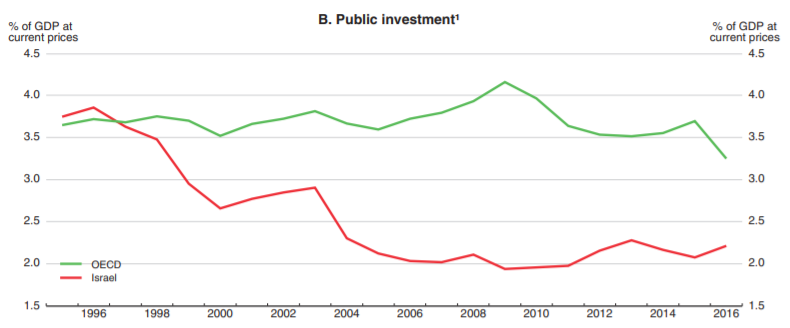 B. Public investment¹
% of GDP at
current prices
% of GDP at
current prices
4.5 4.5
4.0 4.0
3.5 3.5
3.0 3.0
2.5 2.5
2.0 2.0
OECD
Israel
1.5 1.5
1996 1998 2000 2002 2004 2006 2008 2010 2012 2014 2016